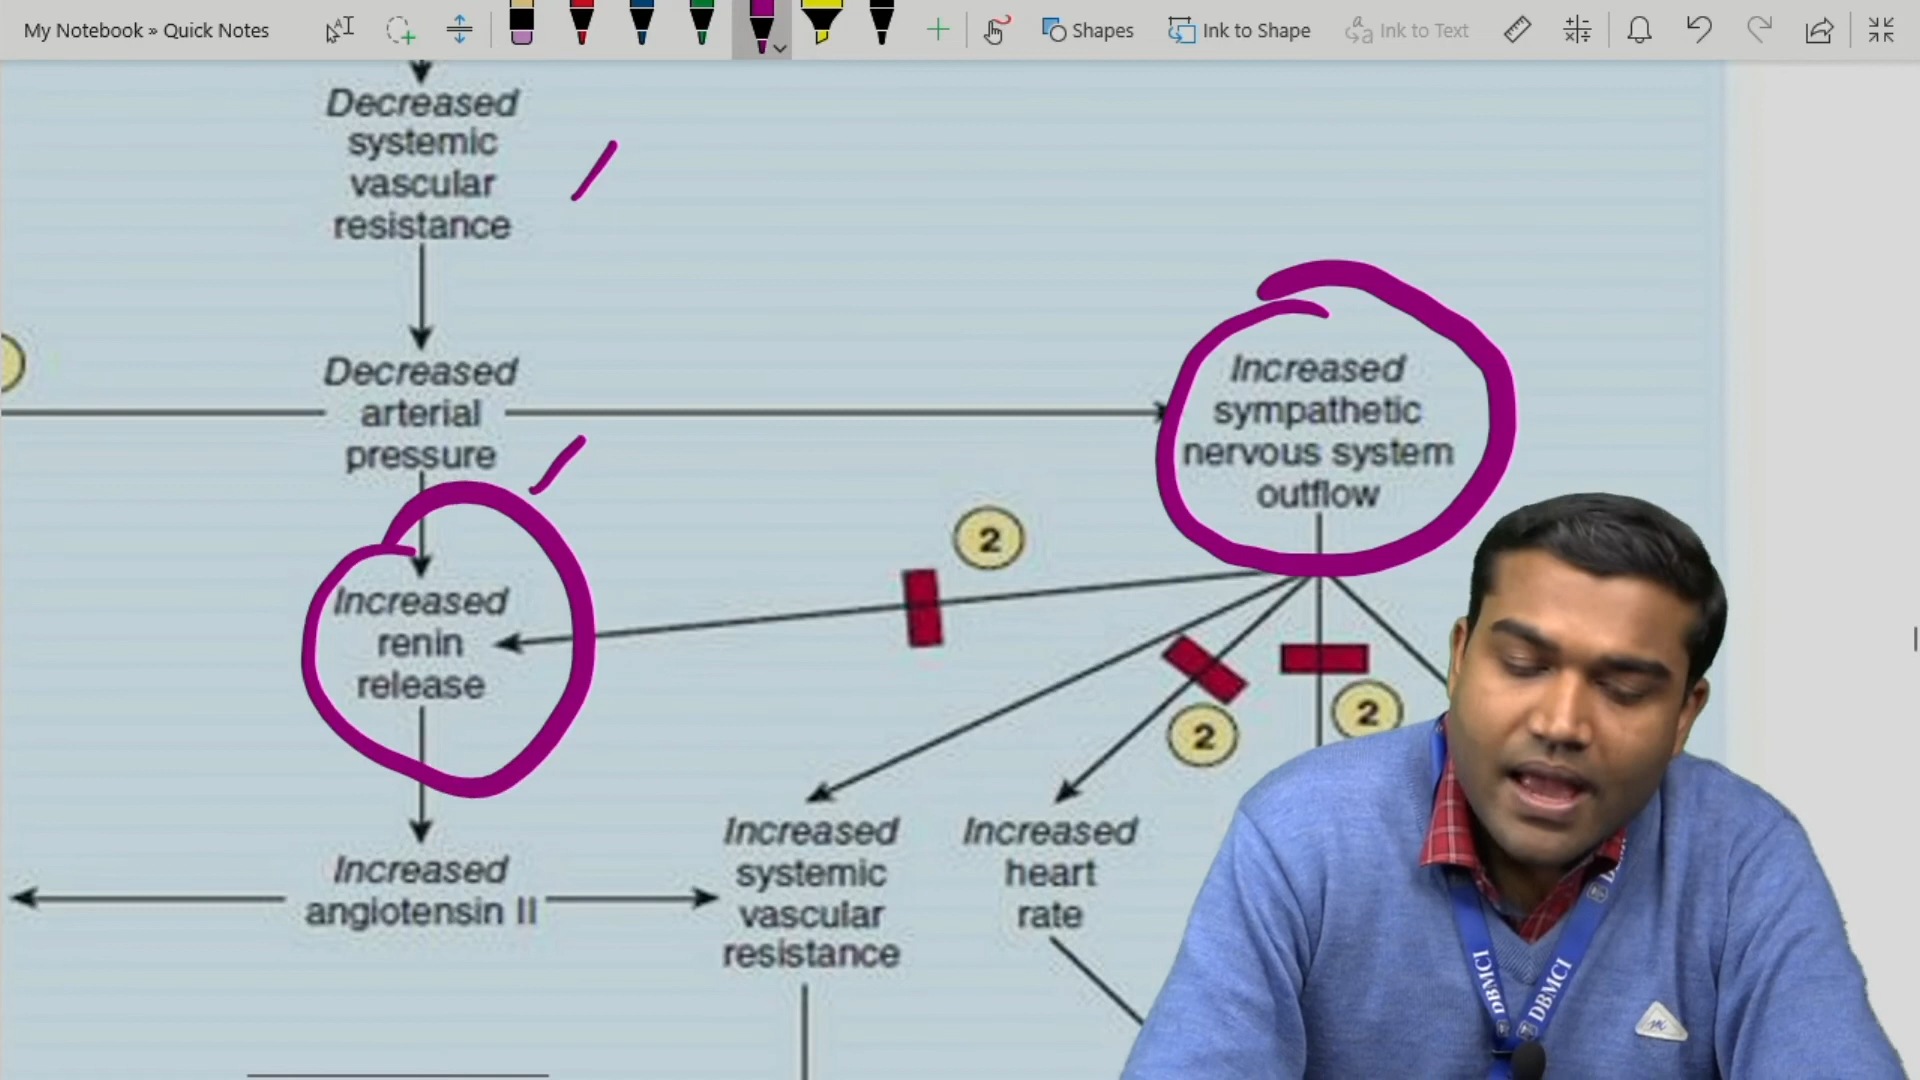 My Notebook » Quick Notes
Shapes
Ink to Shape
Ink to Text
Decreased
systemic
vascular
resistance
Decreased
arterial
pressure
Increased
sympathetic
nervous system
outflow
2
Increased
renin
release
2
2
Increased
angiotensin II
Increased
systemic
vascular
resistance
Increased
heart
rate
DBMCI
DBMCI